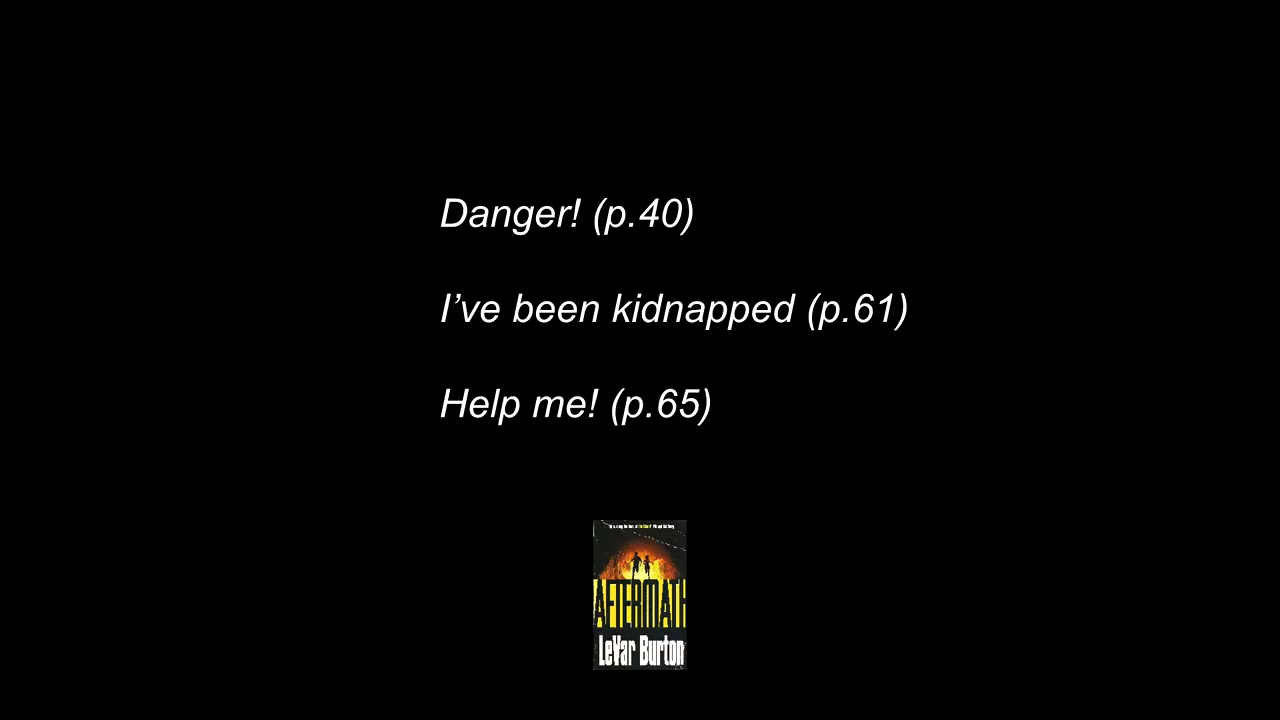 Danger! (p.40)
I’ve been kidnapped (p.61)
Help me! (p.65)
AFTERMATH
LeVar Burton